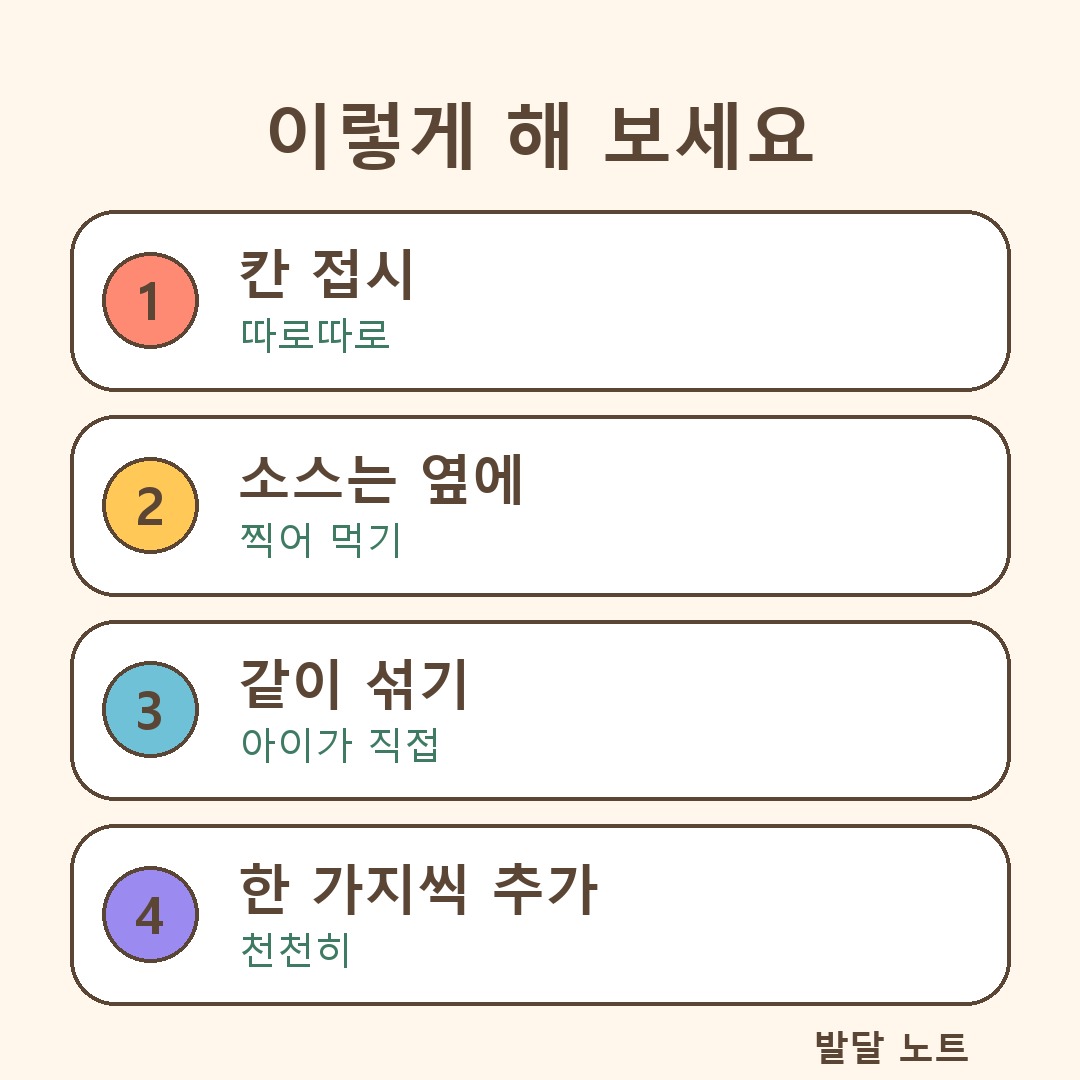 이렇게 해 보세요
1
칸 접시
따로따로
2
소스는 옆에
찍어 먹기
3
같이 섞기
아이가 직접
4
한 가지씩 추가
천천히
발달 노트